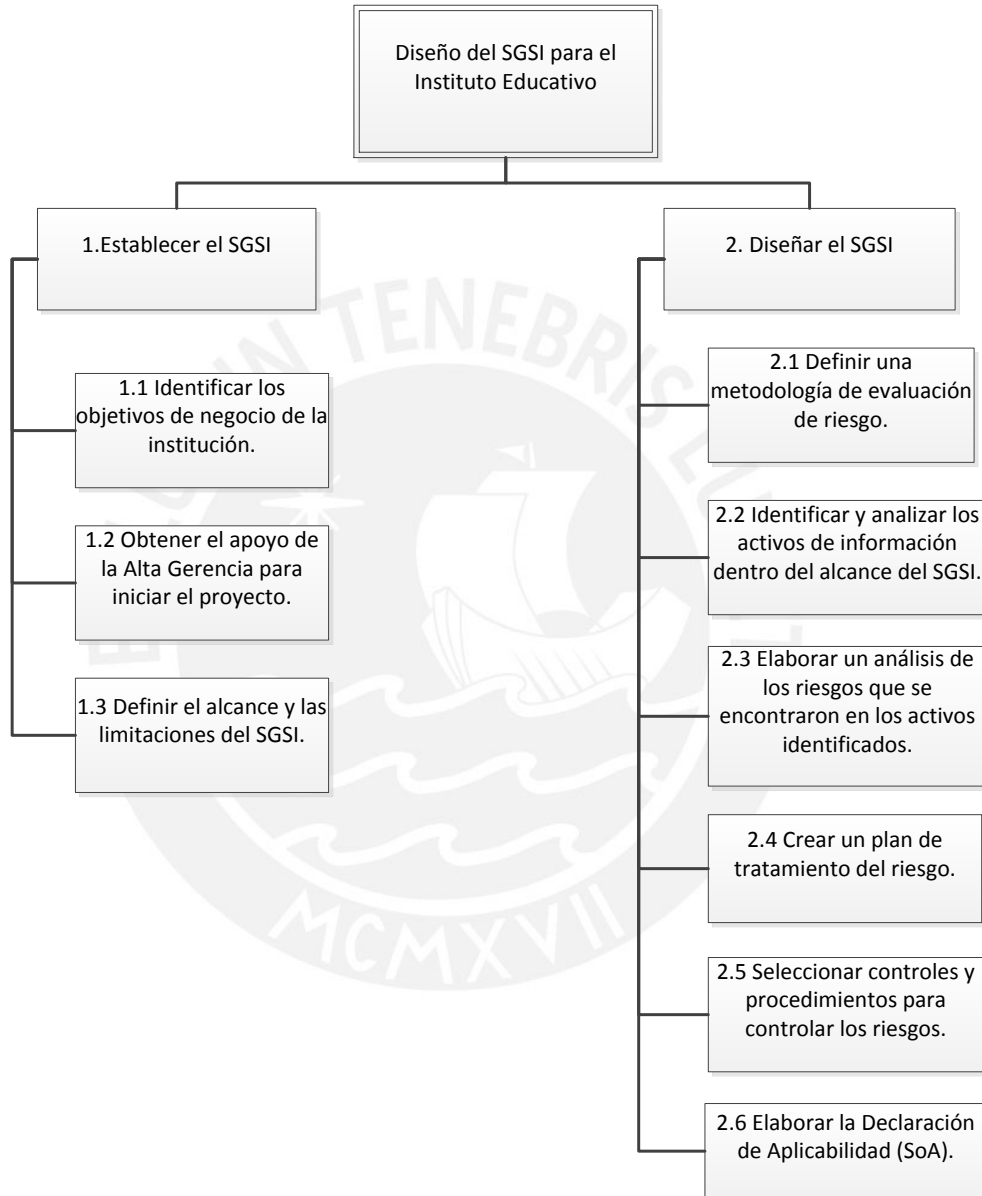 Diseño del SGSI para el
Instituto Educativo
1.Establecer el SGSI
1.1 Identificar los
objetivos de negocio de la
institución.
1.2 Obtener el apoyo de
la Alta Gerencia para
iniciar el proyecto.
1.3 Definir el alcance y las
limitaciones del SGSI.
2. Diseñar el SGSI
2.1 Definir una
metodología de evaluación
de riesgo.
2.2 Identificar y analizar los
activos de información
dentro del alcance del SGSI.
2.3 Elaborar un análisis de
los riesgos que se
encontraron en los activos
identificados.
2.4 Crear un plan de
tratamiento del riesgo.
2.5 Seleccionar controles y
procedimientos para
controlar los riesgos.
2.6 Elaborar la Declaración
de Aplicabilidad (SoA).
TENEBRIS
MCMXVII